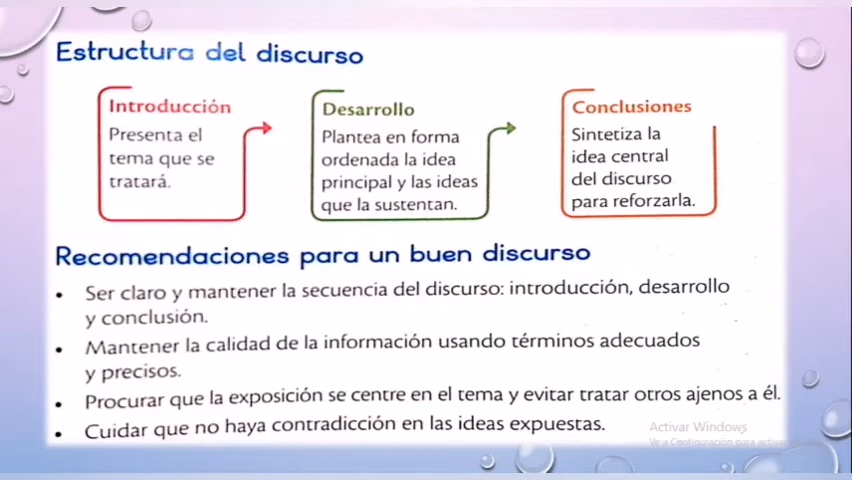 Estructura del discurso
Introducción
Presenta el
tema que se
tratará.
Desarrollo
Plantea en forma
ordenada la idea
principal y las ideas
que la sustentan.
Conclusiones
Sintetiza la
idea central
del discurso
para reforzarla.
Recomendaciones para un buen discurso
• Ser claro y mantener la secuencia del discurso: introducción, desarrollo
y conclusión.
• Mantener la calidad de la información usando términos adecuados
y precisos.
• Procurar que la exposición se centre en el tema y evitar tratar otros ajenos a él.
• Cuidar que no haya contradicción en las ideas expuestas.
Activar Windows
Ve a Configuración para activar